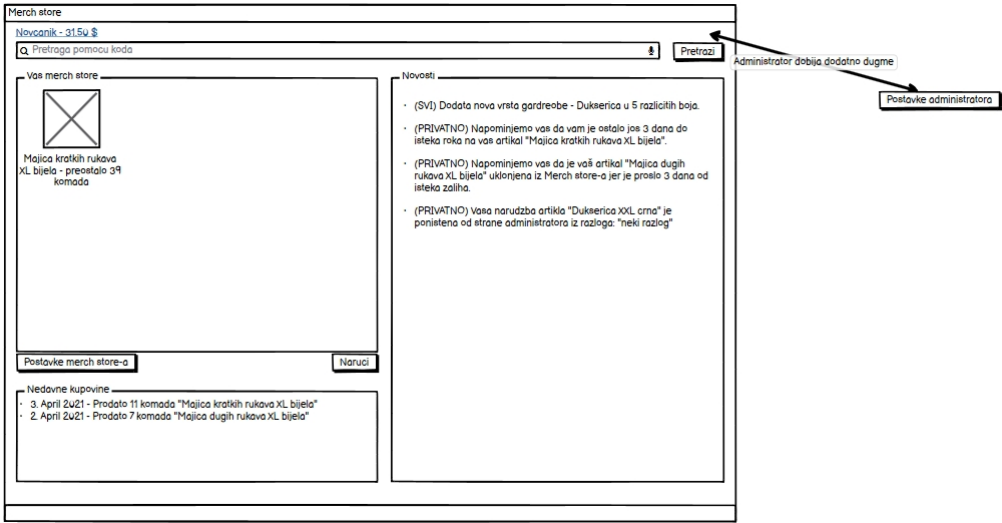 Merch store
Novcanik - 31.50 $
Pretraga pomocu koda
Pretrazi
Administrator dobija dodatno dugme
Postavke administratora
Vas merch store
Majica kratkih rukava
XL bijela - preostalo 39
komada
Postavke merch store-a
Naruci
Nedavne kupovine
· 3. April 2021 - Prodato 11 komada "Majica kratkih rukava XL bijela"
· 2. April 2021 - Prodato 7 komada "Majica dugih rukava XL bijela"
Novosti
· (SVI) Dodata nova vrsta gardreobe - Dukserica u 5 razlicitih boja.
· (PRIVATNO) Napominjemo vas da vam je ostalo jos 3 dana do
isteka roka na vas artikal "Majica kratkih rukava XL bijela".
· (PRIVATNO) Napominjemo vas da je vaš artikal "Majica dugih
rukava XL bijela" uklonjena iz Merch store-a jer je proslo 3 dana od
isteka zaliha.
· (PRIVATNO) Vasa narudzba artikla "Dukserica XXL crna" je
ponistena od strane administratora iz razloga: "neki razlog"